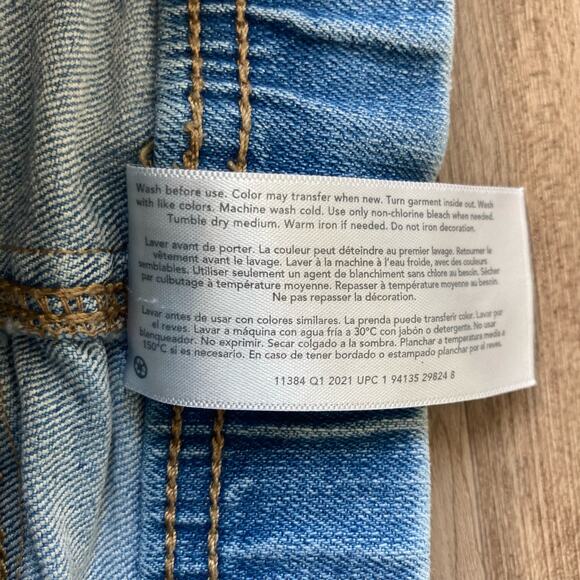 Wash before use. Color may transfer when new. Turn garment inside out. Wash
with like colors. Machine wash cold. Use only non-chlorine bleach when needed.
Tumble dry medium. Warm iron if needed. Do not iron decoration.
Laver avant de porter. La couleur peut déteindre au premier lavage. Retourner le
vêtement avant le lavage. Laver à la machine à l'eau froide, avec des couleurs
semblables. Utiliser seulement un agent de blanchiment sans chlore au besoin. Sécher
par culbutage à température moyenne. Repasser à température moyenne au besoin.
Ne pas repasser la décoration.
Lavar antes de usar con colores similares. La prenda puede transferir color. Lavar por
el reves. Lavar a máquina con agua fría a 30°C con jabón o detergente. No usar
blanqueador. No exprimir. Secar colgado a la sombra. Planchar a temperatura media a
150°C si es necesario. En caso de tener bordado o estampado planchar por el reves.
11384 Q1 2021 UPC 1 94135 29824 8